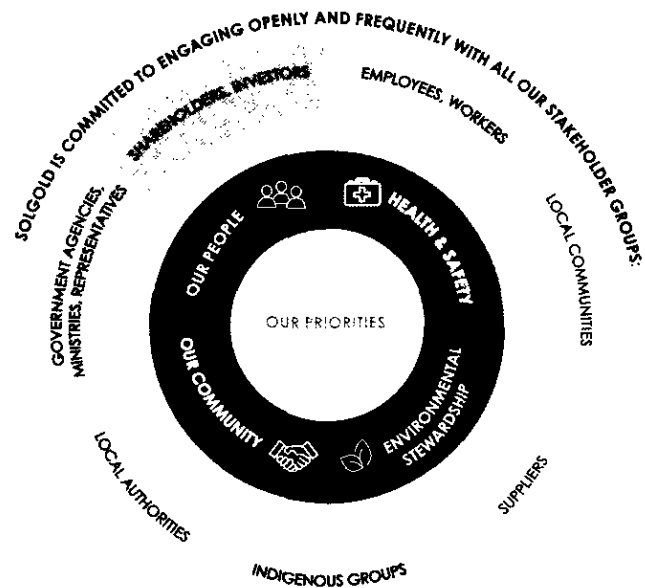 SOLGOLD IS COMMITTED TO ENGAGING OPENLY AND FREQUENTLY WITH ALL OUR STAKEHOLDER GROUPS:
SHAREHOLDERS, INVESTORS
EMPLOYEES, WORKERS
LOCAL COMMUNITIES
SUPPLIERS
INDIGENOUS GROUPS
LOCAL AUTHORITIES
GOVERNMENT AGENCIES,
MINISTRIES, REPRESENTATIVES
OUR PEOPLE
HEALTH & SAFETY
ENVIRONMENTAL
STEWARDSHIP
OUR COMMUNITY
OUR PRIORITIES